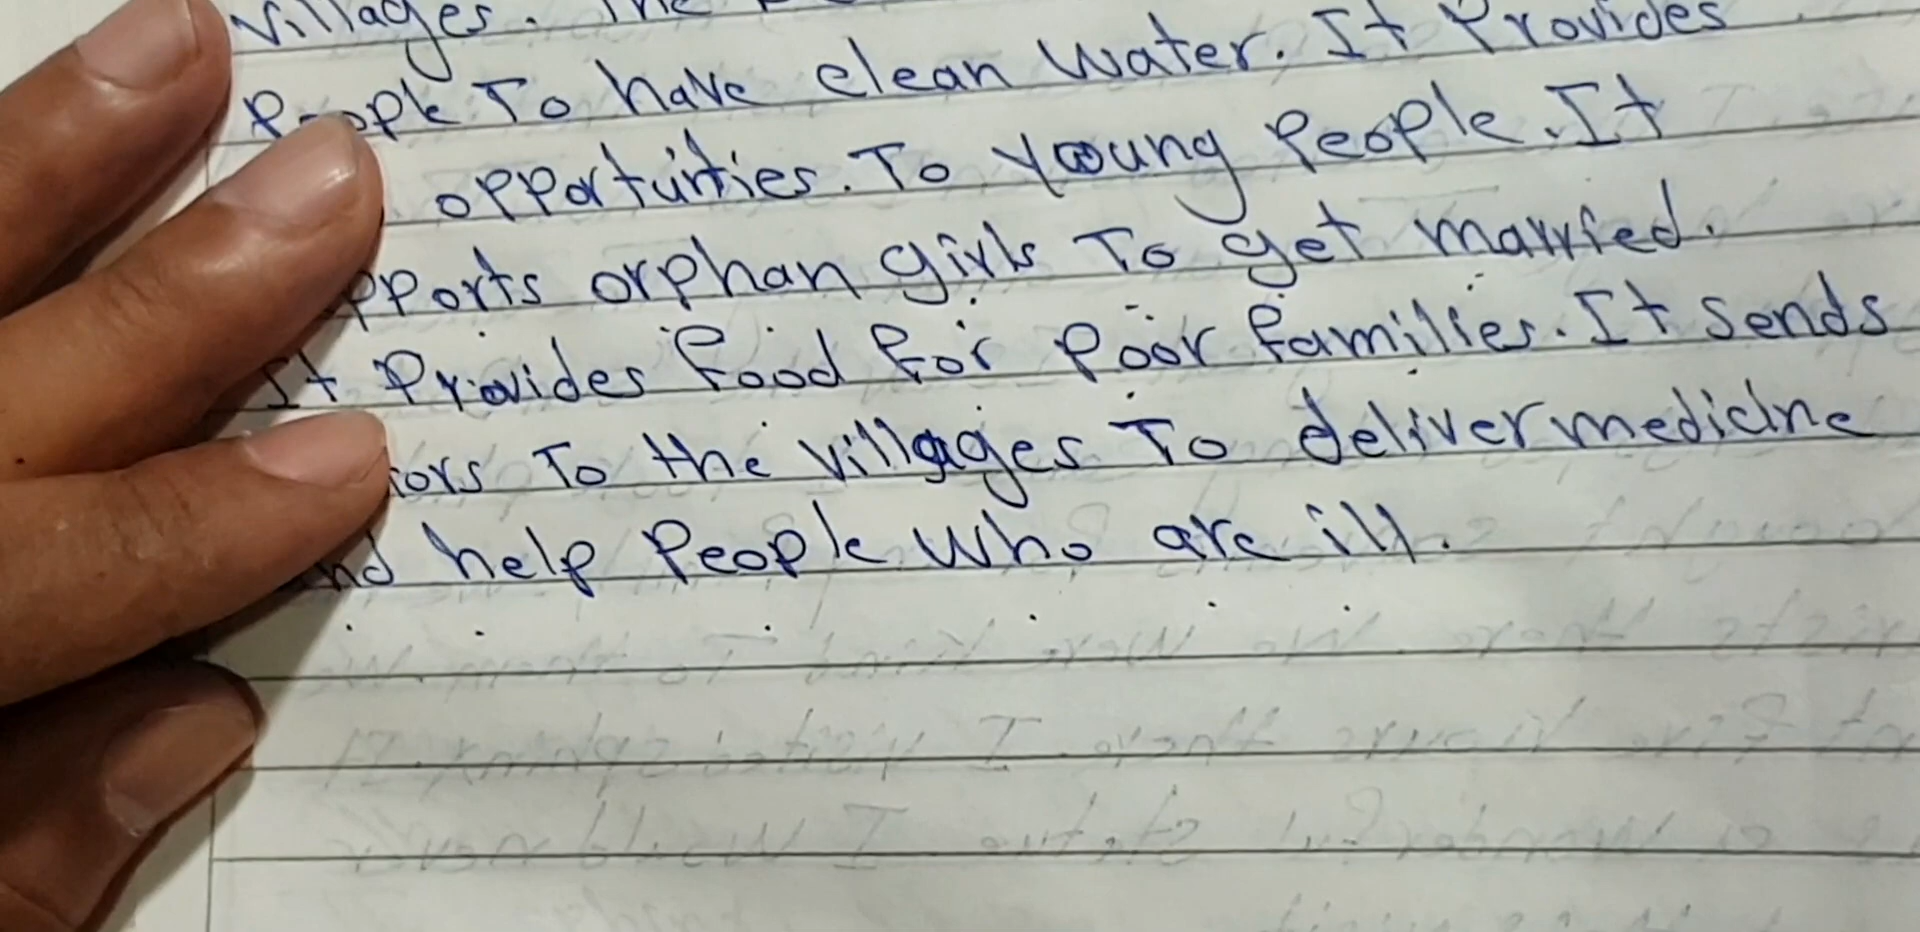 villages. The
People To have clean water. It Provides
opportunities. To young People. It
pports orphan girls To get married.
It Provides food for Poor families. It sends
tors To the villages To deliver medicine
and help People who are ill.